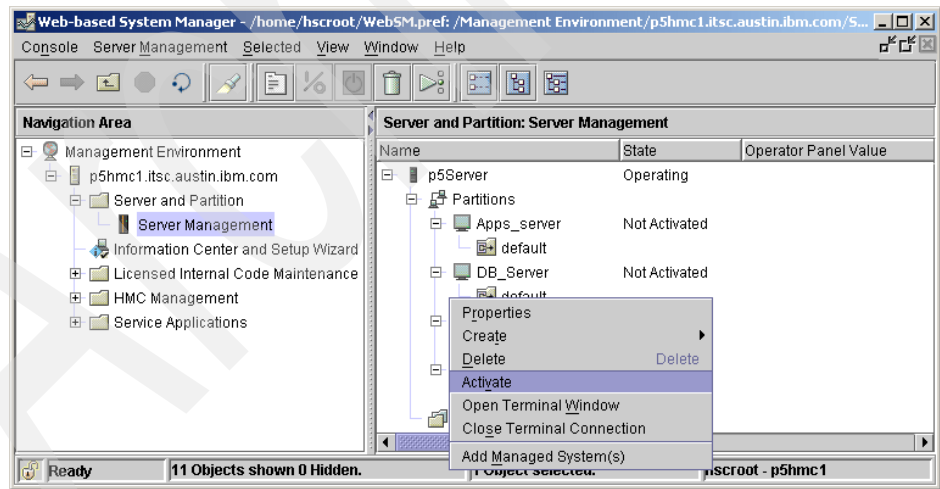 Web-based System Manager - /home/hscroot/WebSM.pref: /Management Environment/p5hmc1.itsc.austin.ibm.com/S...
Console Server Management Selected View Window Help
Navigation Area
Server and Partition: Server Management
Management Environment
p5hmc1.itsc.austin.ibm.com
Server and Partition
Server Management
Information Center and Setup Wizard
Licensed Internal Code Maintenance
HMC Management
Service Applications
Name State Operator Panel Value
p5Server Operating
Partitions
Apps_server Not Activated
default
DB_Server Not Activated
default
Properties
Create
Delete Delete
Activate
Open Terminal Window
Close Terminal Connection
Add Managed System(s)
Ready 11 Objects shown 0 Hidden. 1 Object selected. hscroot - p5hmc1